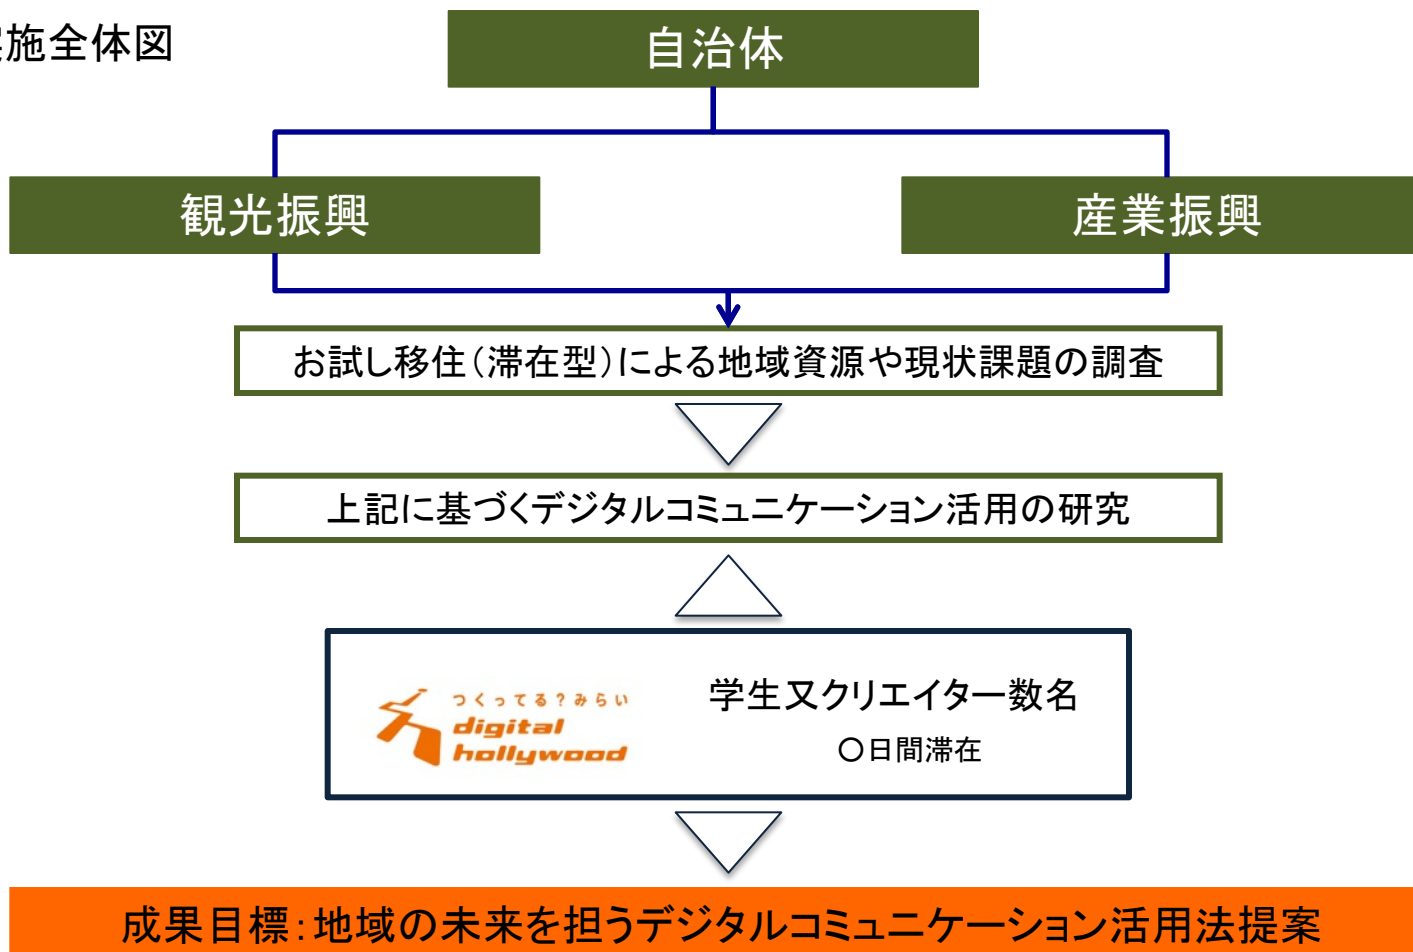 施全体図
自治体
観光振興
産業振興
お試し移住(滞在型)による地域資源や現状課題の調査
上記に基づくデジタルコミュニケーション活用の研究
つくってる?みらい
digital
hollywood
学生又クリエイター数名
〇日間滞在
成果目標:地域の未来を担うデジタルコミュニケーション活用法提案